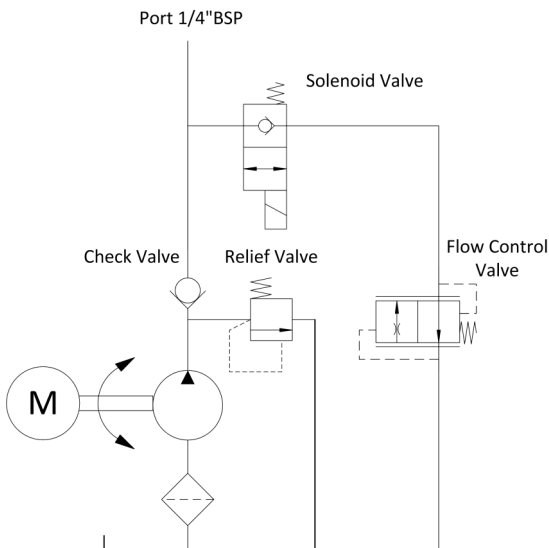 Port 1/4"BSP
Solenoid Valve
Check Valve
Relief Valve
Flow Control
Valve
M